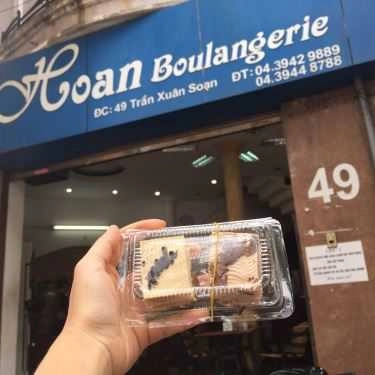 Hoan Boulangerie
ĐC: 49 Trần Xuân Soạn
ĐT: 04.3942 9889
04.3944 8788
49